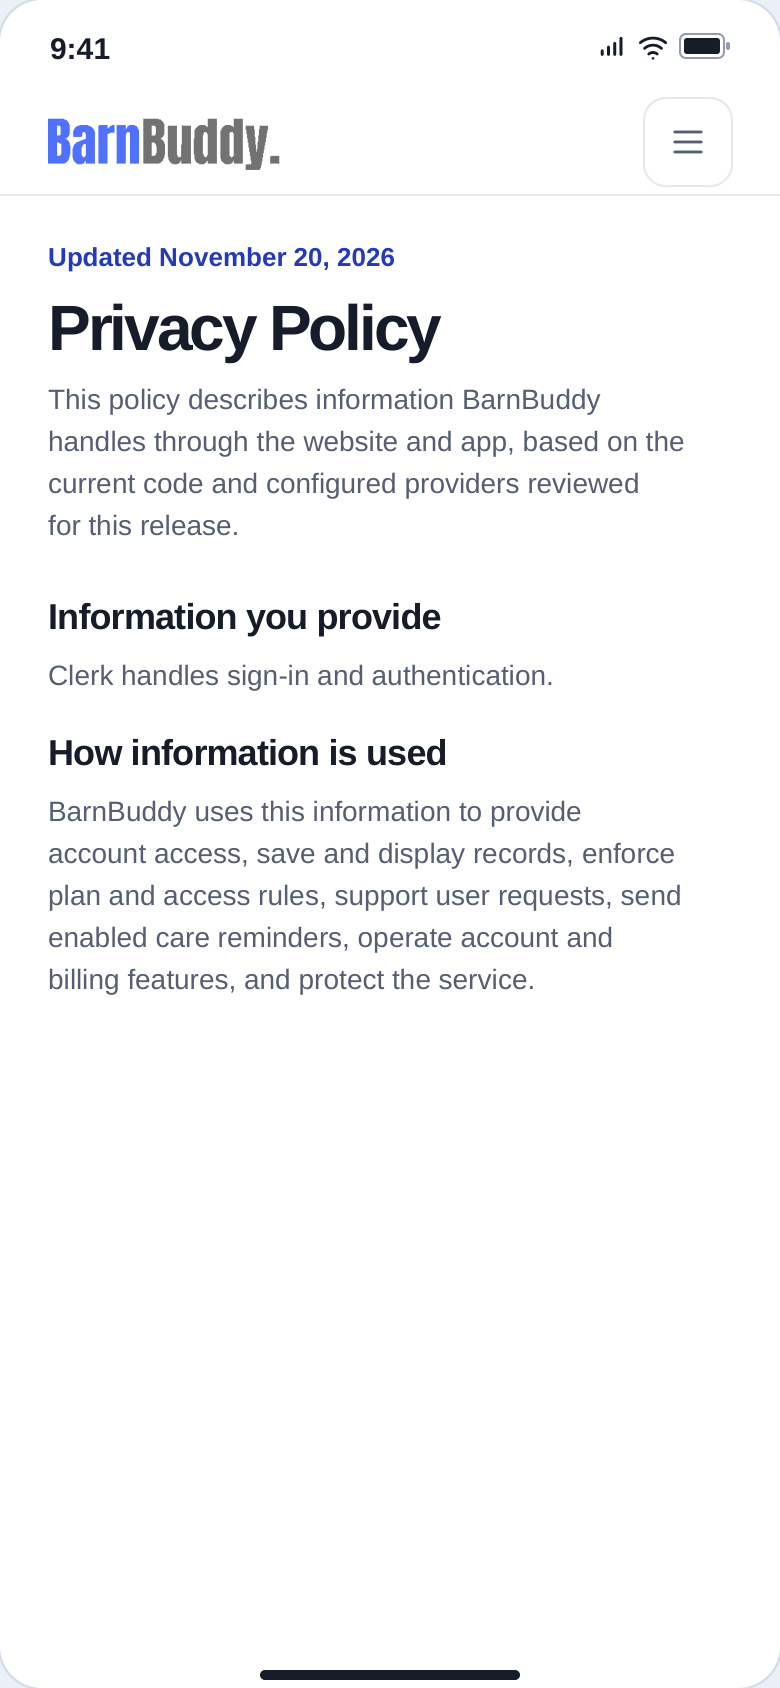 9:41
BarnBuddy.
Updated November 20, 2026
Privacy Policy
This policy describes information BarnBuddy
handles through the website and app, based on the
current code and configured providers reviewed
for this release.
Information you provide
Clerk handles sign-in and authentication.
How information is used
BarnBuddy uses this information to provide
account access, save and display records, enforce
plan and access rules, support user requests, send
enabled care reminders, operate account and
billing features, and protect the service.